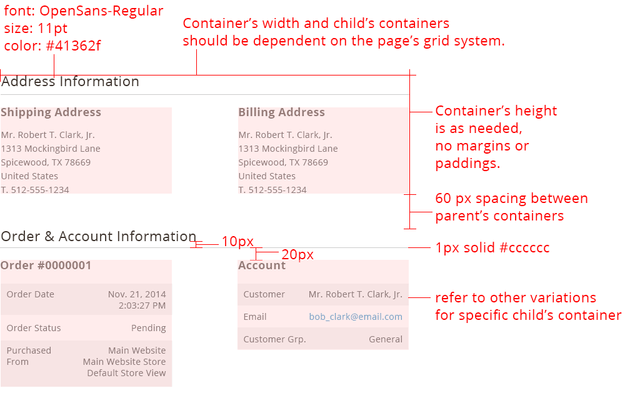 font: OpenSans-Regular
size: 11pt
color: #41362f
Container's width and child's containers
should be dependent on the page's grid system.
Address Information
Shipping Address
Mr. Robert T. Clark, Jr.
1313 Mockingbird Lane
Spicewood, TX 78669
United States
T. 512-555-1234
Billing Address
Mr. Robert T. Clark, Jr.
1313 Mockingbird Lane
Spicewood, TX 78669
United States
T. 512-555-1234
Container's height
is as needed,
no margins or
paddings.
60 px spacing between
parent's containers
Order & Account Information
10px
20px
1px solid #cccccc
Order #0000001
Order Date Nov. 21, 2014
2:03:27 PM
Order Status Pending
Purchased Main Website
From Main Website Store
Default Store View
Account
Customer Mr. Robert T. Clark, Jr.
Email bob_clark@email.com
Customer Grp. General
refer to other variations
for specific child's container